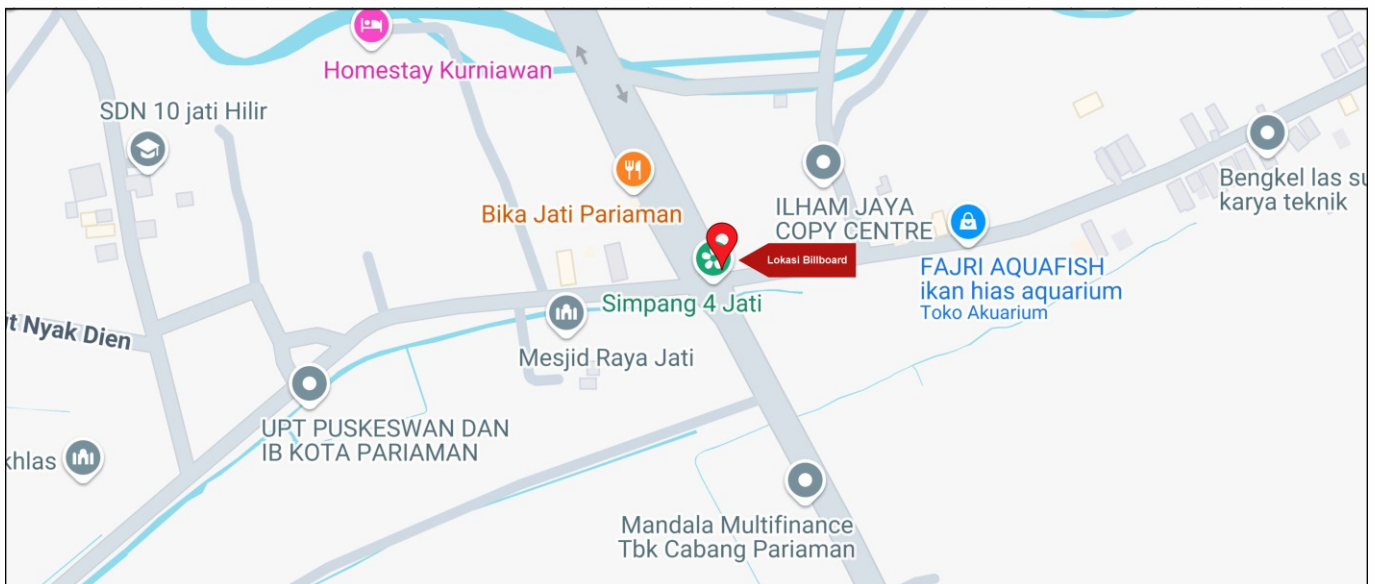 Homestay Kurniawan
SDN 10 jati Hilir
Bika Jati Pariaman
ILHAM JAYA
COPY CENTRE
Bengkel las su
karya teknik
Lokasi Billboard
FAJRI AQUAFISH
ikan hias aquarium
Toko Akuarium
Simpang 4 Jati
ut Nyak Dien
Mesjid Raya Jati
UPT PUSKESWAN DAN
IB KOTA PARIAMAN
khlas
Mandala Multifinance
Tbk Cabang Pariaman